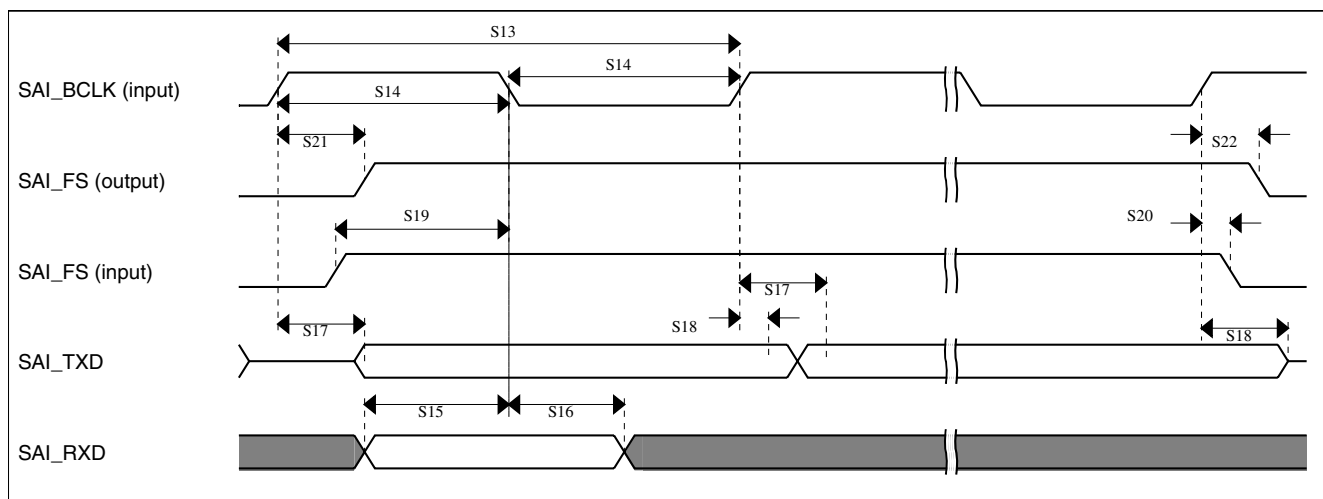 S13
SAI_BCLK (input)
S14
S14
S21
S22
SAI_FS (output)
S19
S20
SAI_FS (input)
S17
S17
S18
S18
SAI_TXD
S15
S16
SAI_RXD